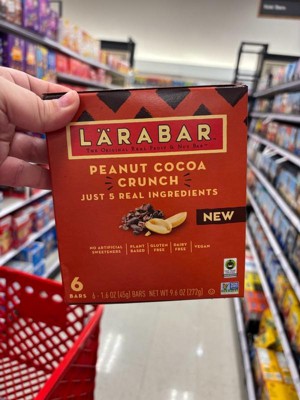 LÄRABAR
The Original Real Fruit & Nut Bar
PEANUT COCOA
CRUNCH
JUST 5 REAL INGREDIENTS
NEW
NO ARTIFICIAL SWEETENERS
PLANT BASED
GLUTEN FREE
DAIRY FREE
VEGAN
6
BARS
6 - 1.6 OZ (45g) BARS NET WT 9.6 OZ (272g)